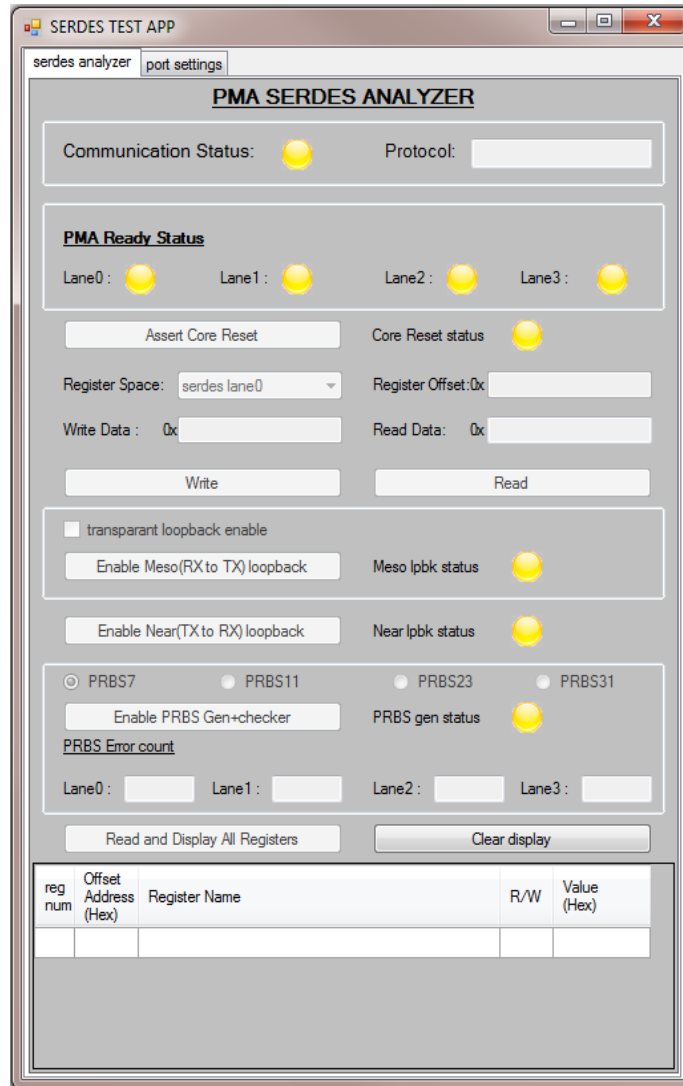 SERDES TEST APP
serdes analyzer port settings
PMA SERDES ANALYZER
Communication Status: Protocol:
PMA Ready Status
Lane0 : Lane1 : Lane2 : Lane3 :
Assert Core Reset Core Reset status
Register Space: serdes lane0 Register Offset:0x
Write Data : 0x Read Data: 0x
Write Read
transparant loopback enable
Enable Meso(RX to TX) loopback Meso lpbk status
Enable Near(TX to RX) loopback Near lpbk status
PRBS7 PRBS11 PRBS23 PRBS31
Enable PRBS Gen+checker PRBS gen status
PRBS Error count
Lane0 : Lane1 : Lane2 : Lane3 :
Read and Display All Registers Clear display
reg num Offset Address (Hex) Register Name R/W Value (Hex)